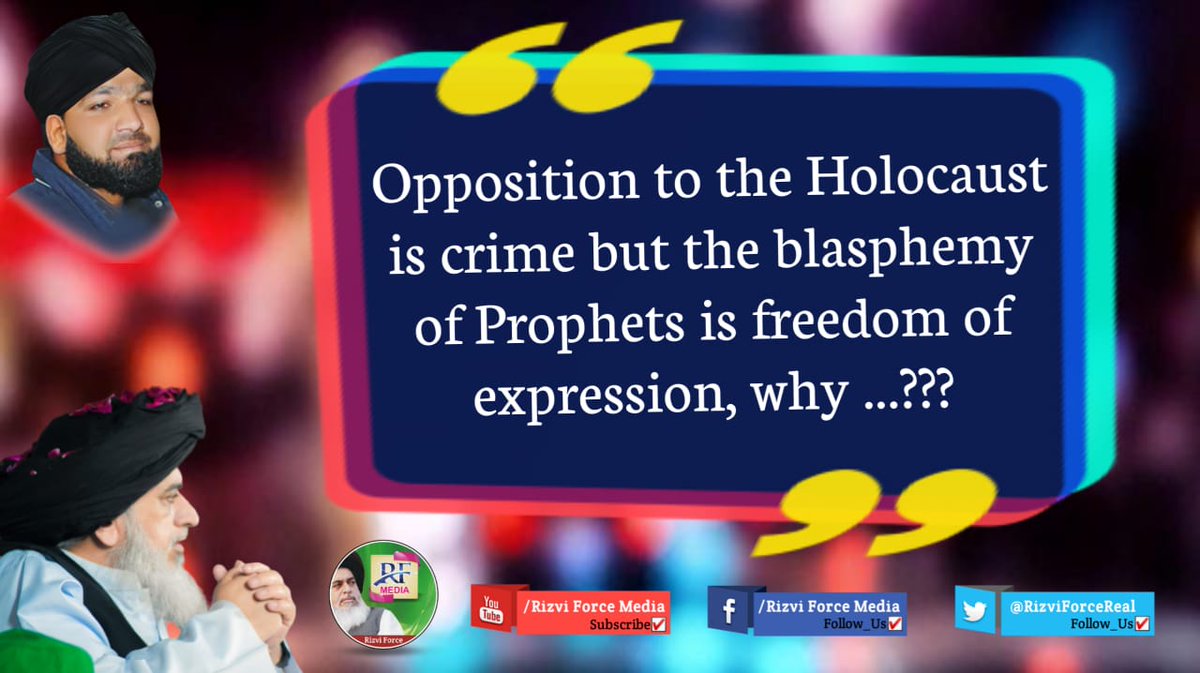 Opposition to the Holocaust
is crime but the blasphemy
of Prophets is freedom of
expression, why ...???
RF
MEDIA
Rizvi Force
You
Tube
/Rizvi Force Media
Subscribe
f
/Rizvi Force Media
Follow_Us
@RizviForceReal
Follow_Us